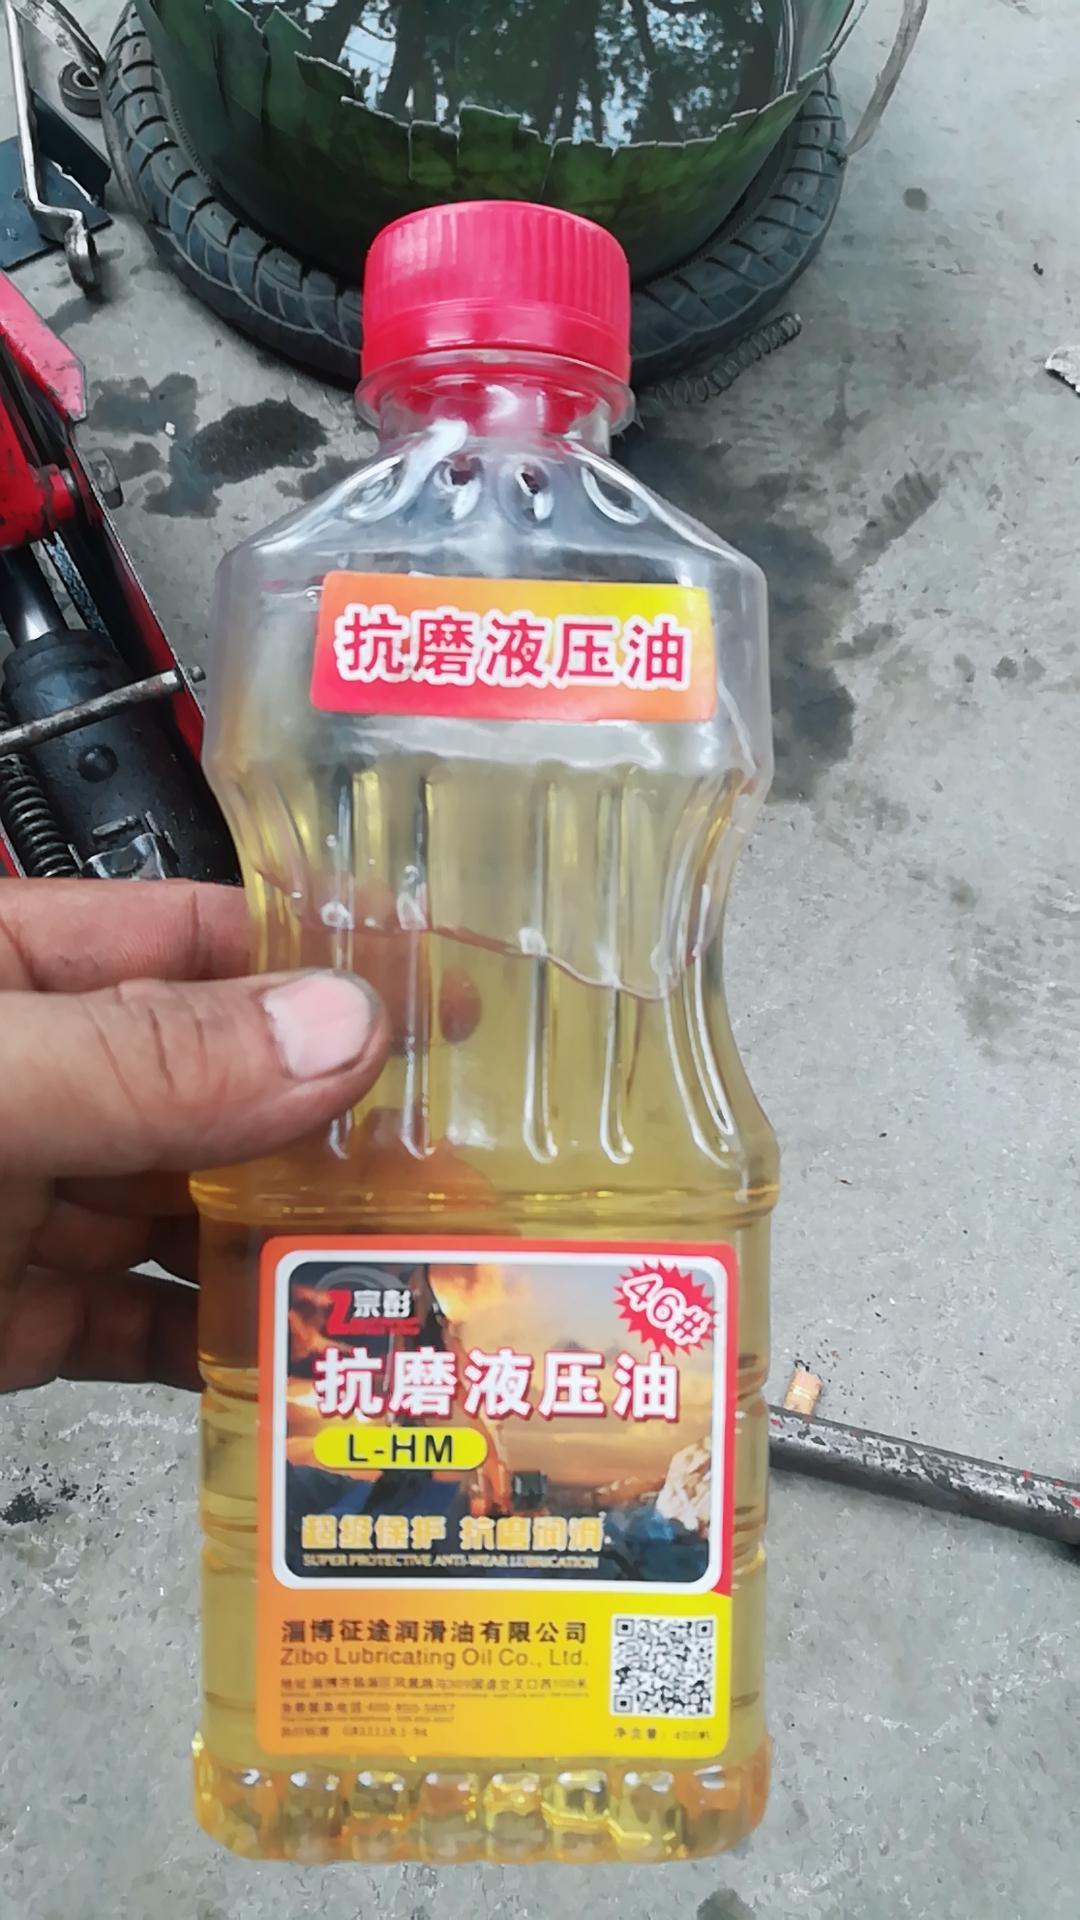 抗磨液压油
46#
Z宗彭
抗磨液压油
L-HM
超级保护 抗磨润滑
SUPER PROTECTIVE ANTI-WEAR LUBRICATION
淄博征途润滑油有限公司
Zibo Lubricating Oil Co., Ltd.